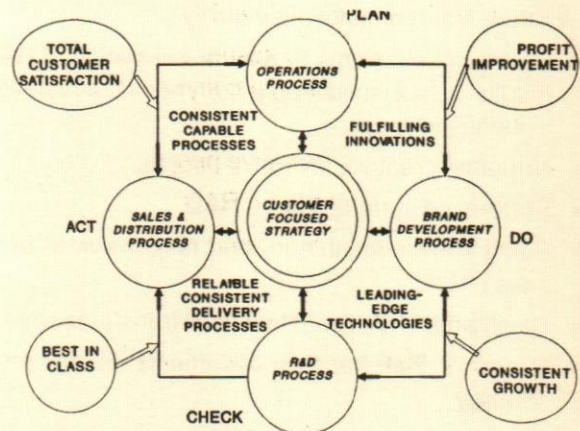 PLAN
TOTAL
CUSTOMER
SATISFACTION
OPERATIONS
PROCESS
PROFIT
IMPROVEMENT
CONSISTENT
CAPABLE
PROCESSES
FULFILLING
INNOVATIONS
ACT
SALES &
DISTRIBUTION
PROCESS
CUSTOMER
FOCUSED
STRATEGY
BRAND
DEVELOPMENT
PROCESS
DO
RELAIBLE
CONSISTENT
DELIVERY
PROCESSES
LEADING-
EDGE
TECHNOLOGIES
BEST IN
CLASS
R&D
PROCESS
CONSISTENT
GROWTH
CHECK